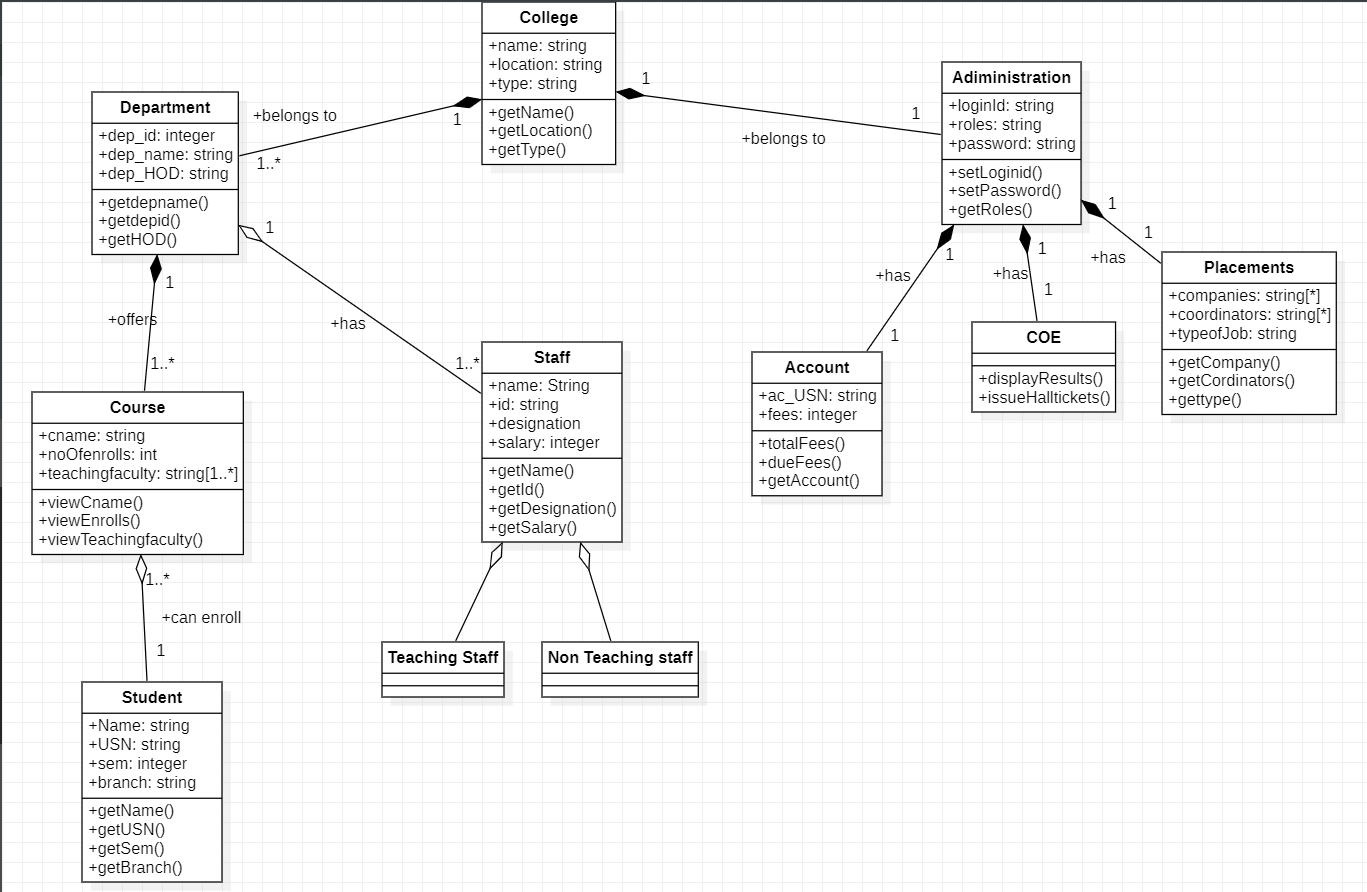 College
+name: string
+location: string
+type: string
+getName()
+getLocation()
+getType()
Department
+dep_id: integer
+dep_name: string
+dep_HOD: string
+getdepname()
+getdepid()
+getHOD()
+belongs to
1
1..*
1
1
+belongs to
Adiministration
+loginId: string
+roles: string
+password: string
+setLoginid()
+setPassword()
+getRoles()
1
+offers
1..*
1
+has
1..*
1
+has
1
1
+has
1
1
1
+has
Placements
+companies: string[*]
+coordinators: string[*]
+typeofJob: string
+getCompany()
+getCordinators()
+gettype()
COE
+displayResults()
+issueHalltickets()
Account
+ac_USN: string
+fees: integer
+totalFees()
+dueFees()
+getAccount()
Staff
+name: String
+id: string
+designation
+salary: integer
+getName()
+getId()
+getDesignation()
+getSalary()
Course
+cname: string
+noOfenrolls: int
+teachingfaculty: string[1..*]
+viewCname()
+viewEnrolls()
+viewTeachingfaculty()
1..*
+can enroll
1
Teaching Staff
Non Teaching staff
Student
+Name: string
+USN: string
+sem: integer
+branch: string
+getName()
+getUSN()
+getSem()
+getBranch()